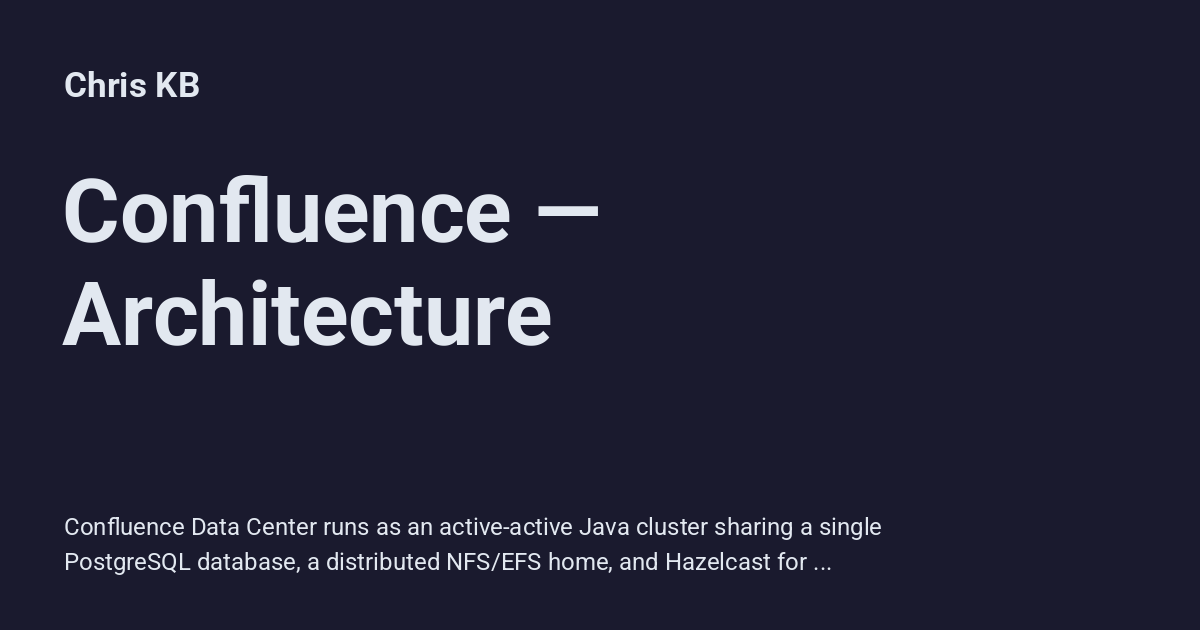 Chris KB
Confluence —
Architecture
Confluence Data Center runs as an active-active Java cluster sharing a single
PostgreSQL database, a distributed NFS/EFS home, and Hazelcast for ...